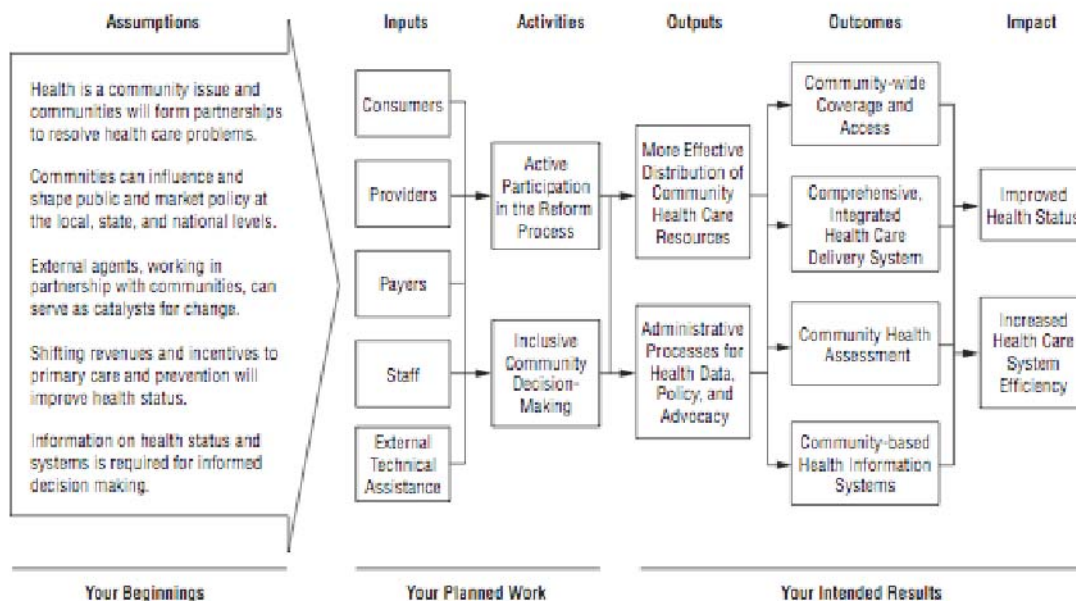 Assumptions
Inputs
Activities
Outputs
Outcomes
Impact
Health is a community issue and
communities will form partnerships
to resolve health care problems.
Commnities can influence and
shape public and market policy at
the local, state, and national levels.
External agents, working in
partnership with communities, can
serve as catalysts for change.
Shifting revenues and incentives to
primary care and prevention will
improve health status.
Information on health status and
systems is required for informed
decision making.
Consumers
Providers
Payers
Staff
External
Technical
Assistance
Active
Participation
in the Reform
Process
Inclusive
Community
Decision-
Making
More Effective
Distribution of
Community
Health Care
Resources
Administrative
Processes for
Health Data,
Policy, and
Advocacy
Community-wide
Coverage and
Access
Comprehensive,
Integrated
Health Care
Delivery System
Community Health
Assessment
Community-based
Health Information
Systems
Improved
Health Status
Increased
Health Care
System
Efficiency
Your Beginnings
Your Planned Work
Your Intended Results